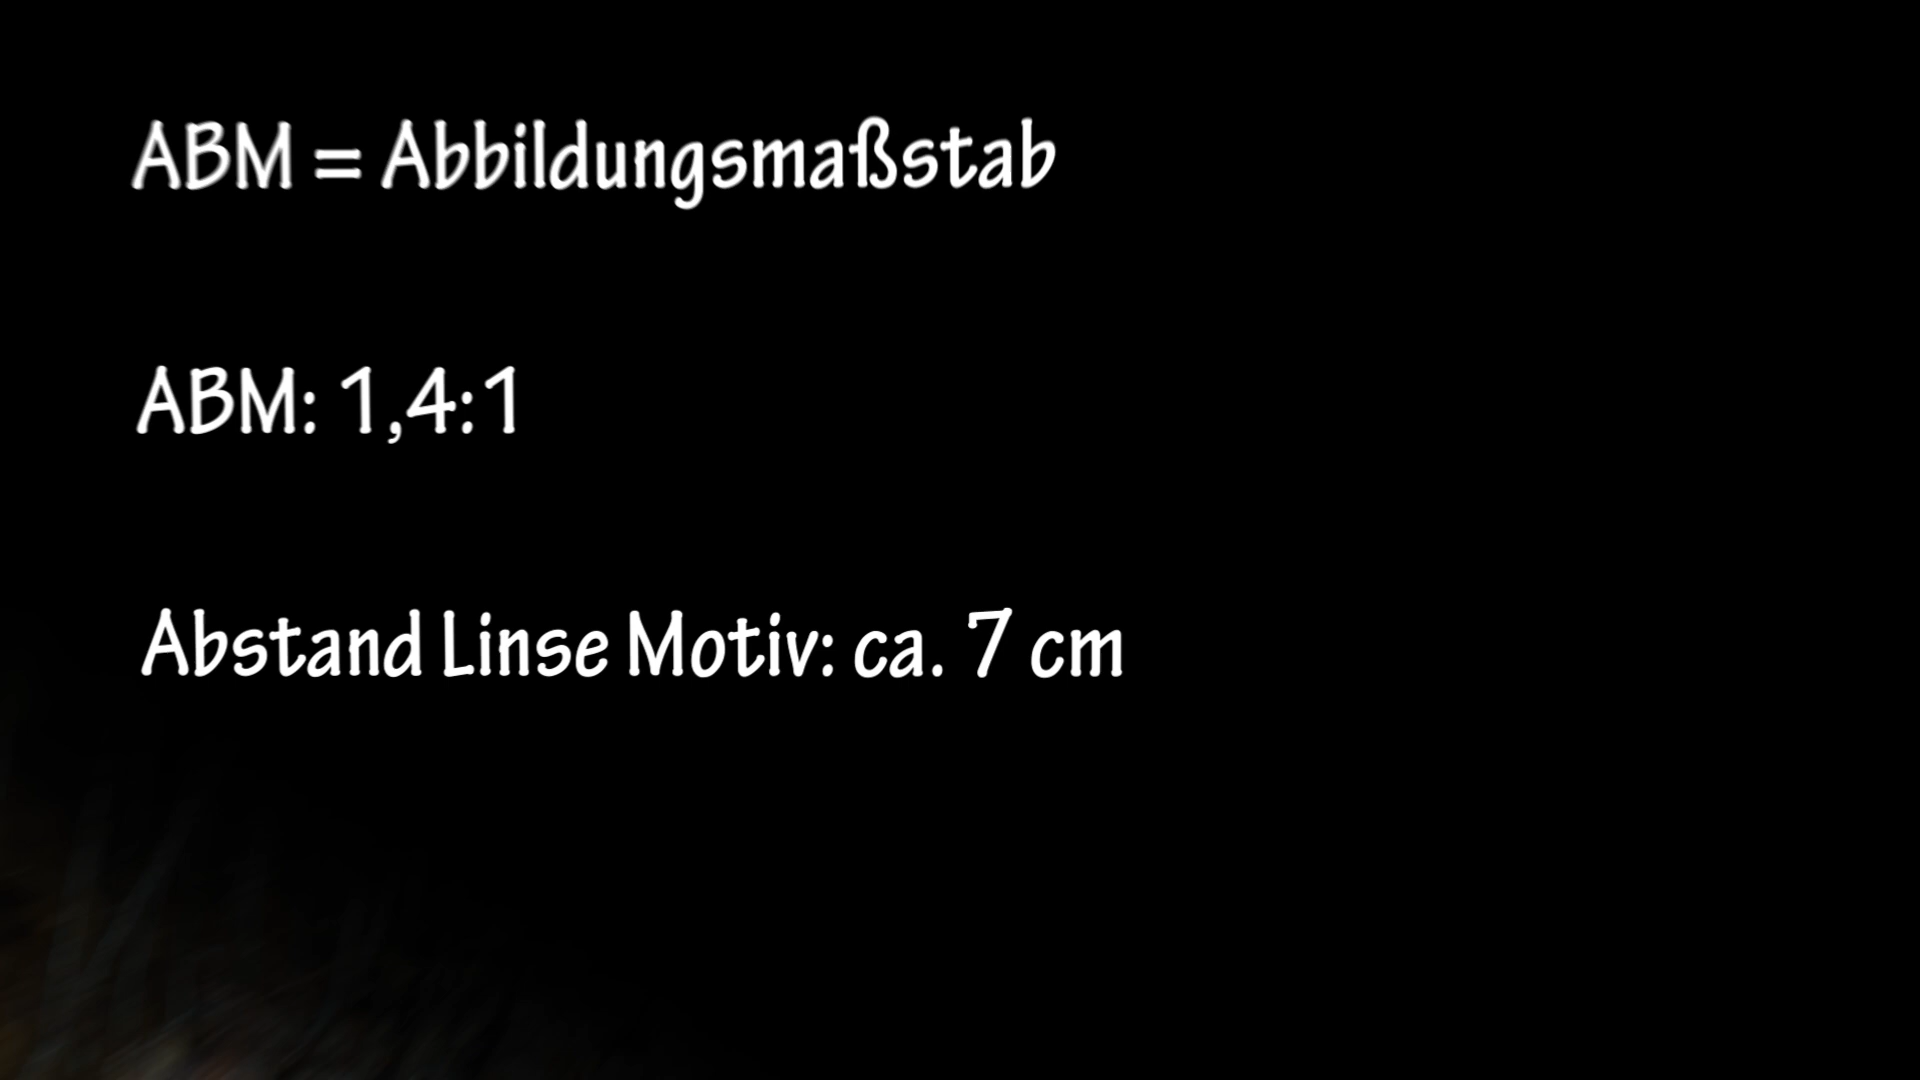 ABM = Abbildungsmaßstab
ABM: 1,4:1
Abstand Linse Motiv: ca. 7 cm